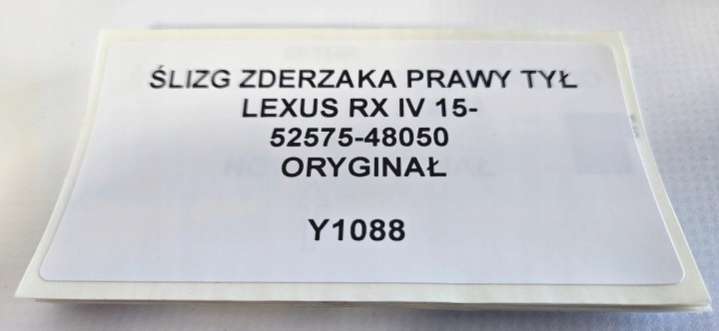 ŚLIZG ZDERZAKA PRAWY TYŁ
LEXUS RX IV 15-
52575-48050
ORYGINAŁ
Y1088